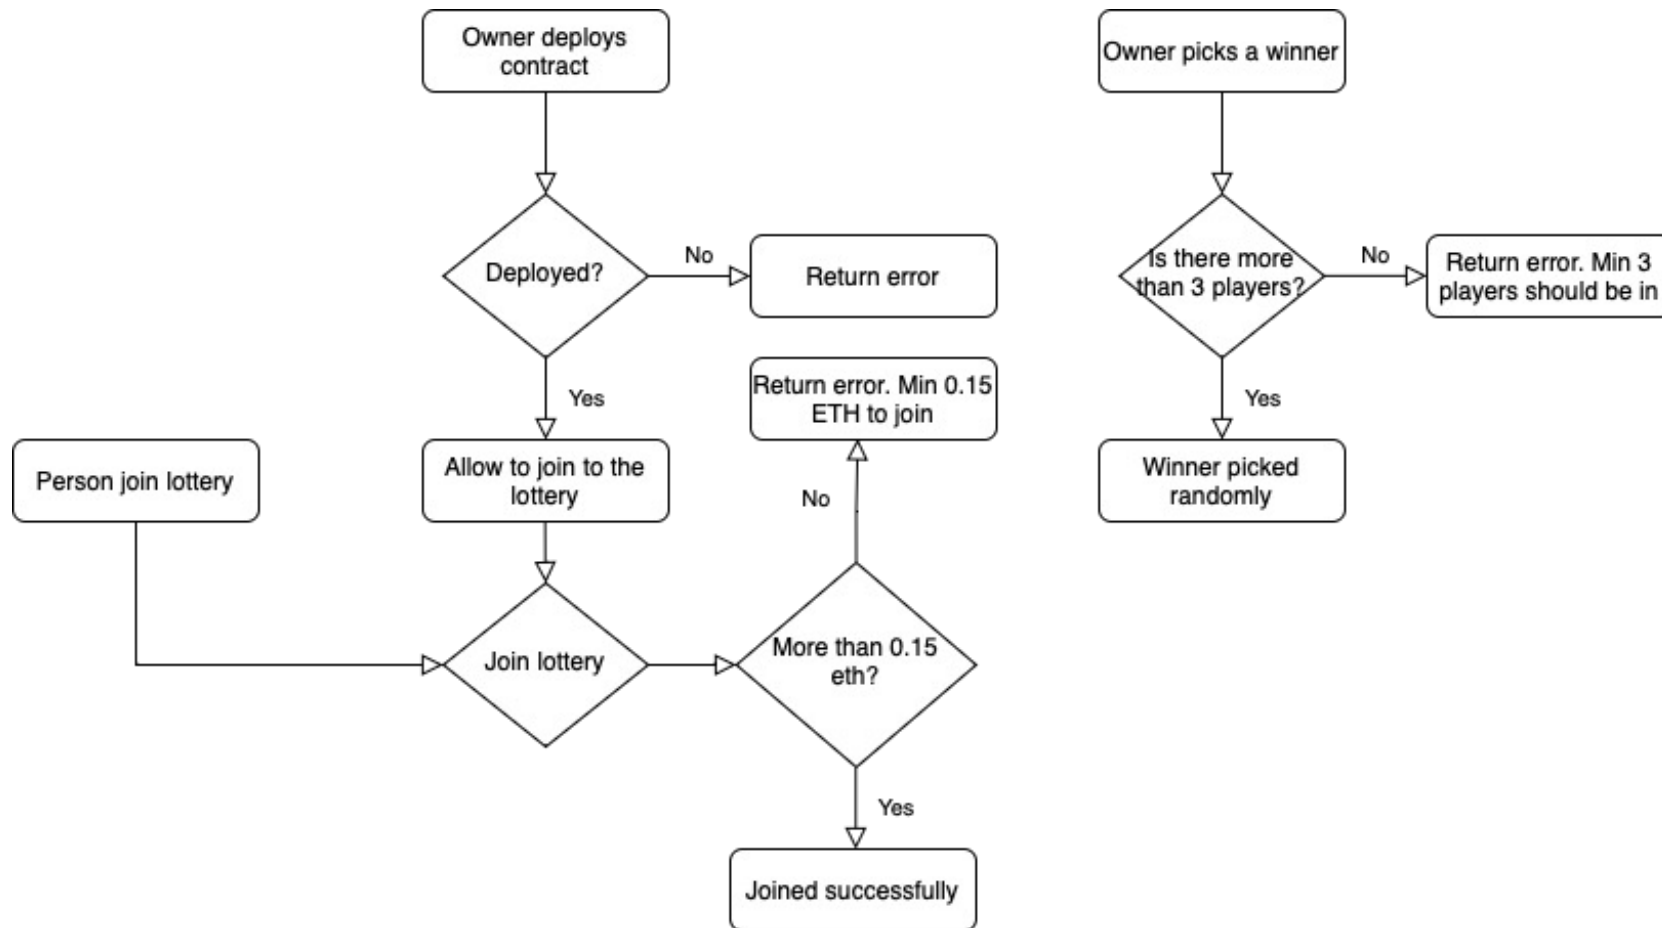 Owner deploys
contract
Deployed?
No
Return error
Yes
Return error. Min 0.15
ETH to join
Person join lottery
Allow to join to the
lottery
No
Join lottery
More than 0.15
eth?
Yes
Joined successfully
Owner picks a winner
Is there more
than 3 players?
No
Return error. Min 3
players should be in
Yes
Winner picked
randomly